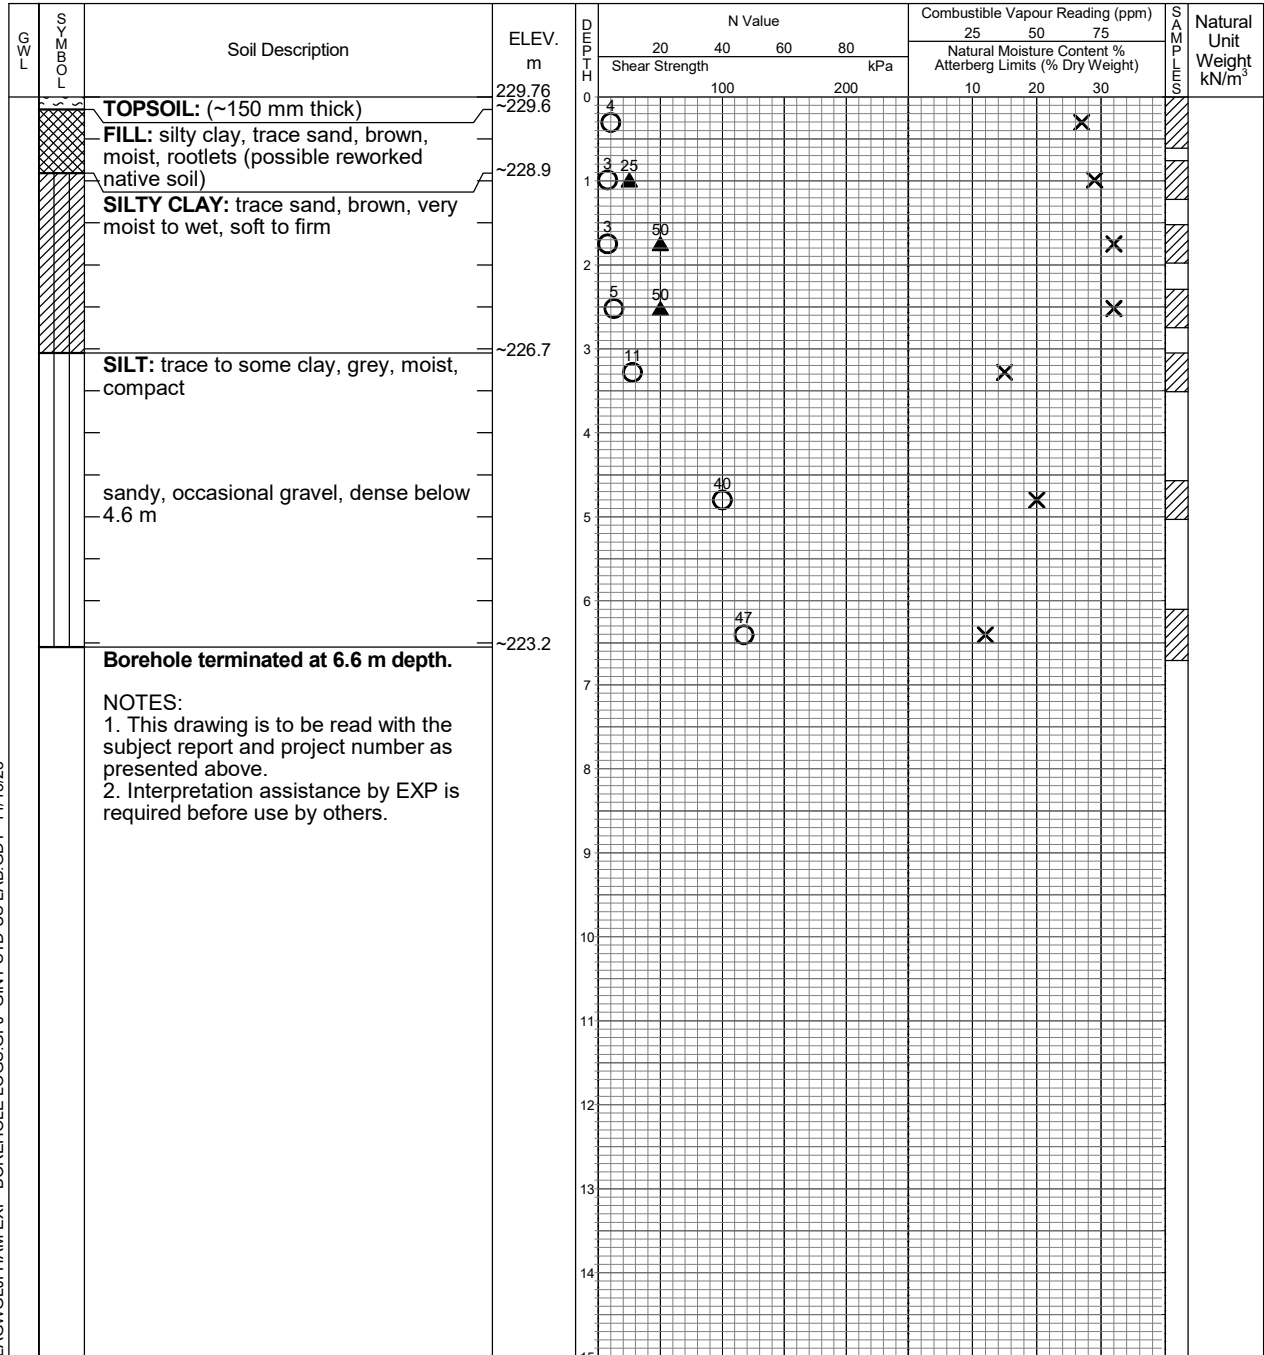 GWL
SYMBOL
Soil Description
ELEV.
m
DEPTH
N Value
20 40 60 80
Shear Strength kPa
100 200
Combustible Vapour Reading (ppm)
25 50 75
Natural Moisture Content %
Atterberg Limits (% Dry Weight)
10 20 30
SAMPLES
Natural
Unit
Weight
kN/m³
229.76
0
TOPSOIL: (~150 mm thick)
~229.6
4
FILL: silty clay, trace sand, brown,
moist, rootlets (possible reworked
native soil)
~228.9
3 25
1
SILTY CLAY: trace sand, brown, very
moist to wet, soft to firm
3 50
2
5 50
~226.7
3
SILT: trace to some clay, grey, moist,
compact
11
4
sandy, occasional gravel, dense below
4.6 m
40
5
6
47
~223.2
Borehole terminated at 6.6 m depth.
7
NOTES:
1. This drawing is to be read with the
subject report and project number as
presented above.
2. Interpretation assistance by EXP is
required before use by others.
8
9
10
11
12
13
14